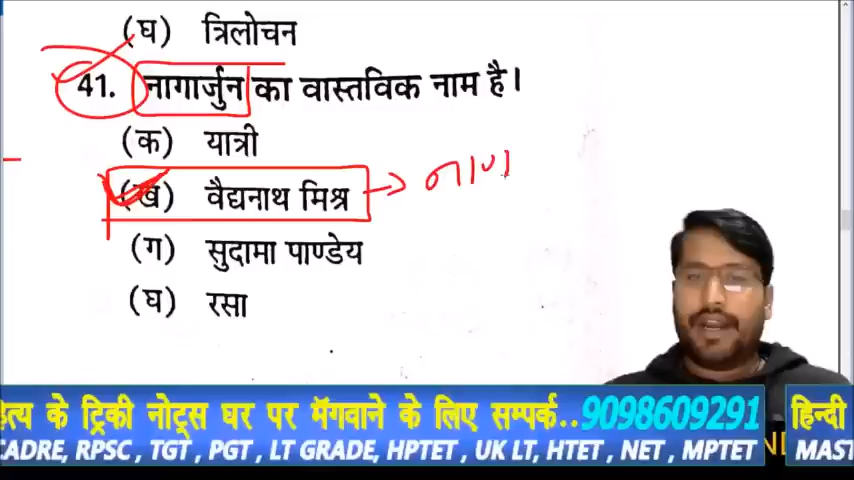 (घ) त्रिलोचन
41. नागार्जुन का वास्तविक नाम है।
(क) यात्री
(ख) वैद्यनाथ मिश्र
(ग) सुदामा पाण्डेय
(घ) रसा
हत्य के ट्रिकी नोट्स घर पर मॅगवाने के लिए सम्पर्क..9098609291 हिन्दी
CADRE, RPSC , TGT , PGT , LT GRADE, HPTET , UK LT, HTET , NET , MPTET MAST